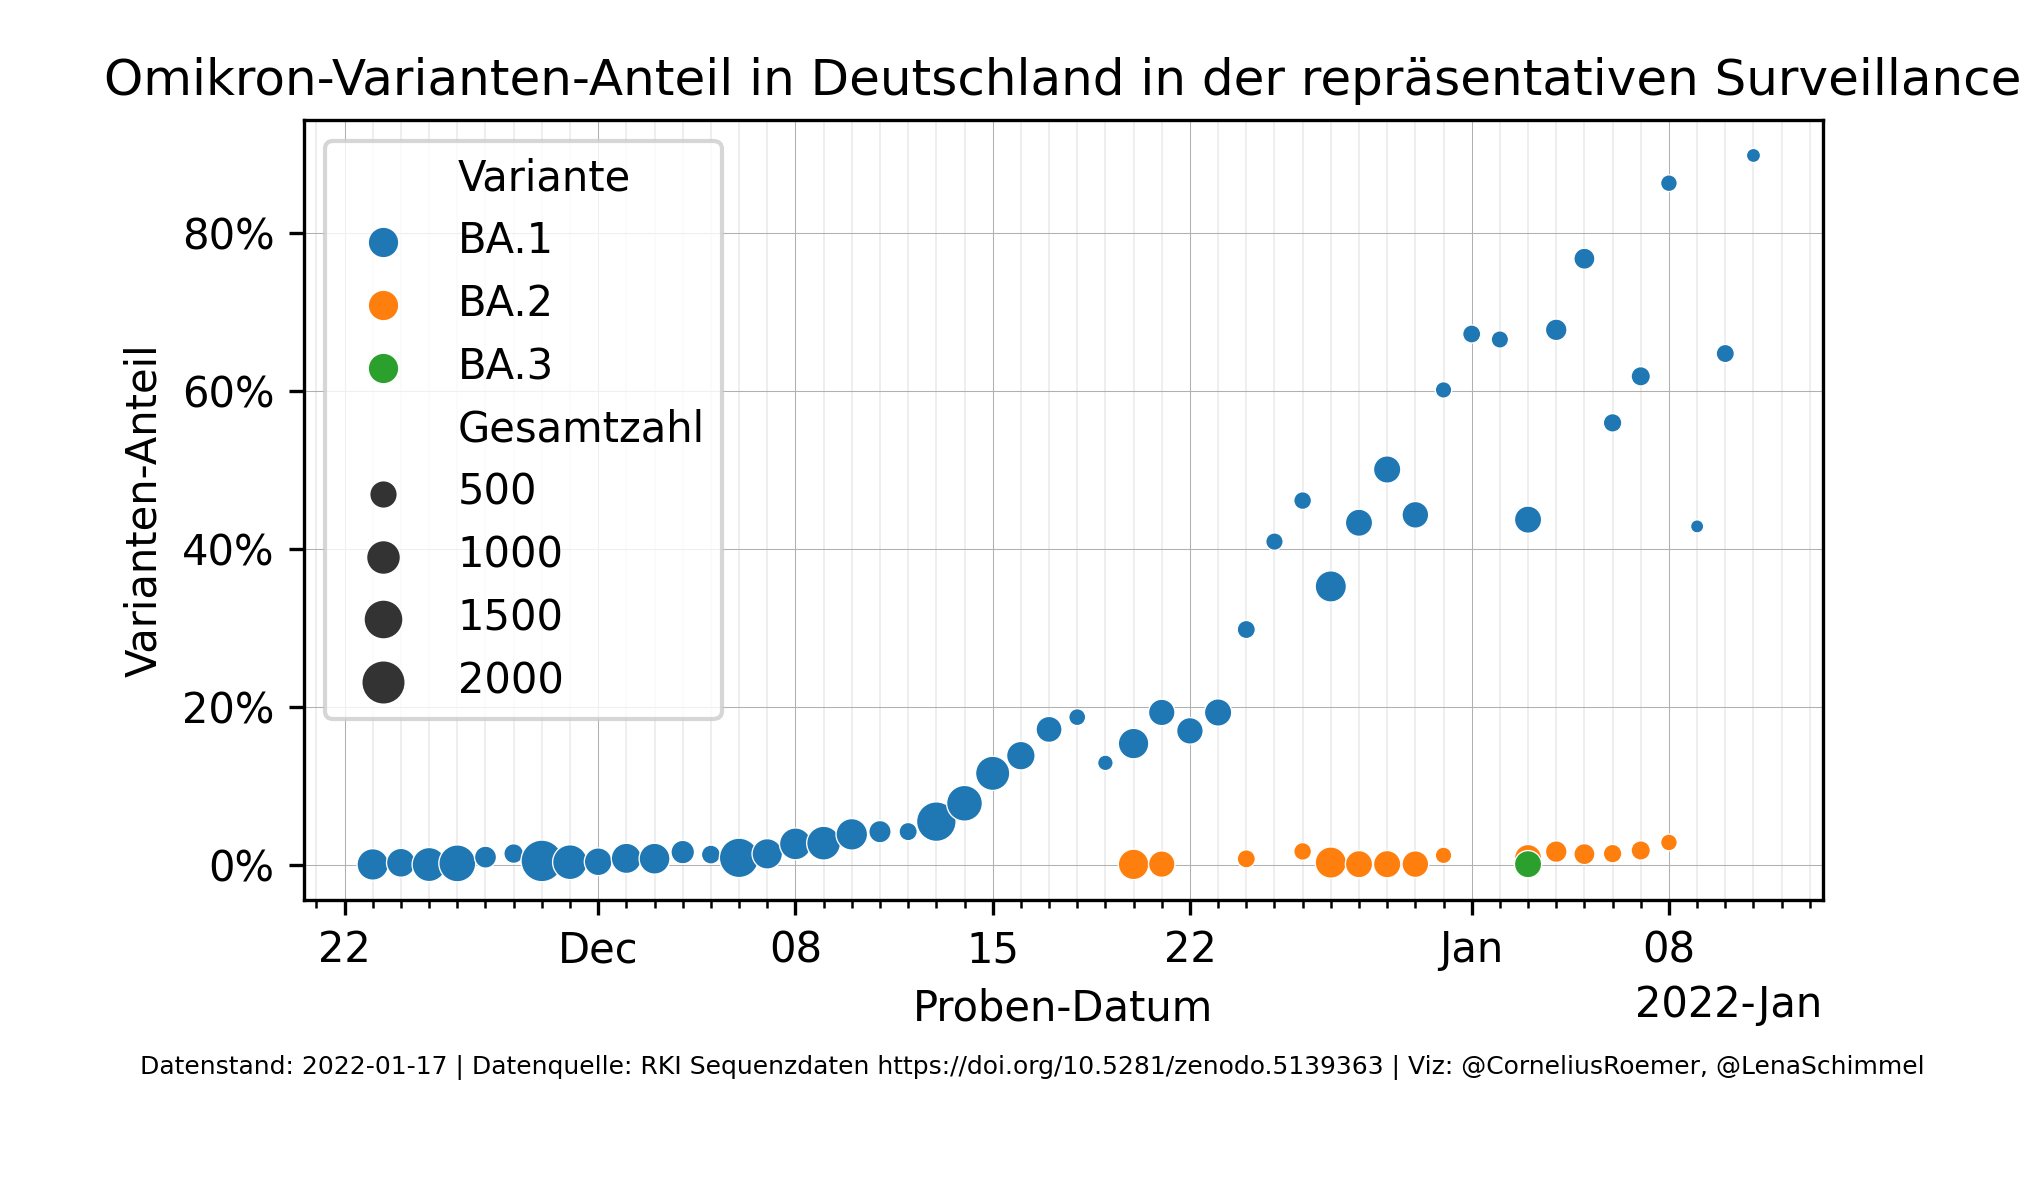 Omikron-Varianten-Anteil in Deutschland in der repräsentativen Surveillance
Variante
BA.1
BA.2
BA.3
Gesamtzahl
500
1000
1500
2000
Varianten-Anteil
80%
60%
40%
20%
0%
22 Dec 08 15 22 Jan 08
2022-Jan
Proben-Datum
Datenstand: 2022-01-17 | Datenquelle: RKI Sequenzdaten https://doi.org/10.5281/zenodo.5139363 | Viz: @CorneliusRoemer, @LenaSchimmel